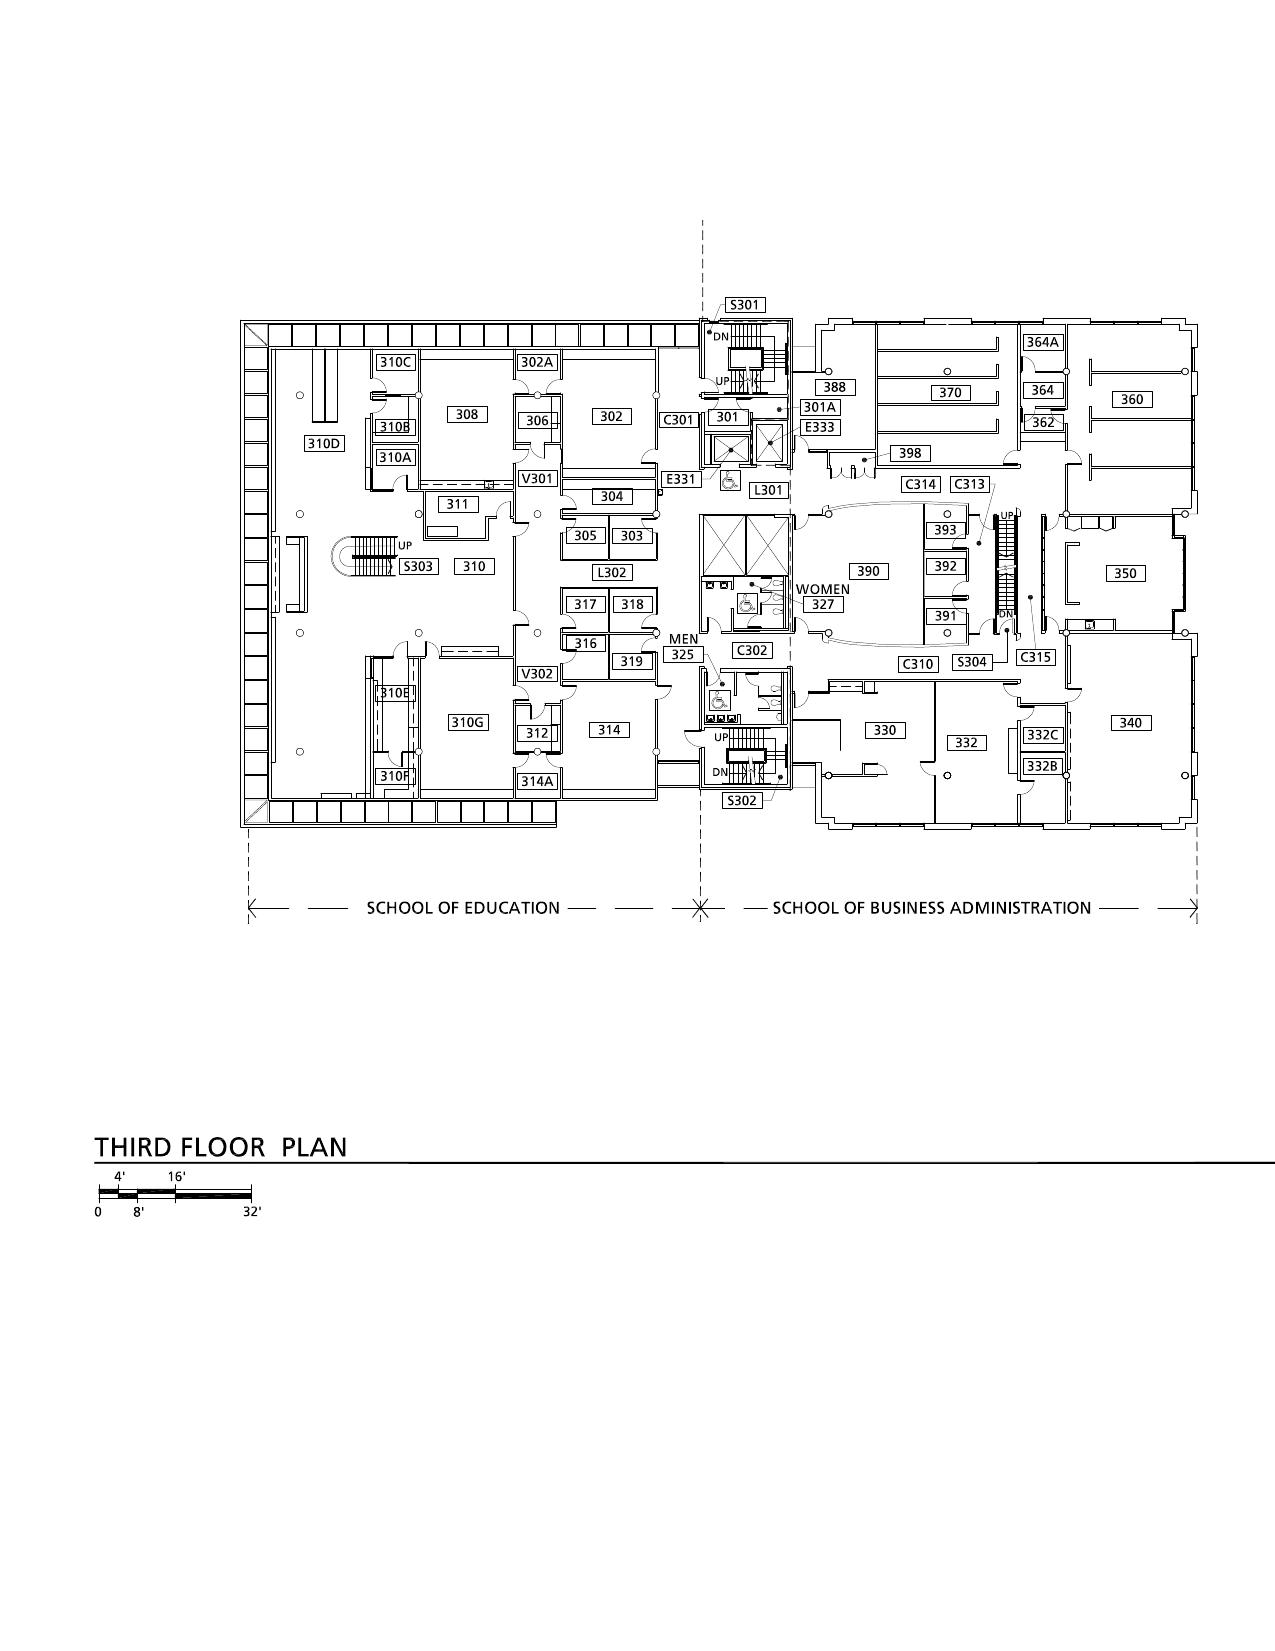 S301
DN
UP
310C
302A
364A
388
370
364
360
308
306
302
C301
301
301A
310B
362
E333
310D
310A
398
V301
E331
L301
C314
C313
304
311
UP
305
303
393
UP
S303
310
L302
390
392
350
WOMEN
327
317
318
391
DN
316
MEN
325
C302
319
C310
S304
C315
V302
310E
310G
312
314
330
332
332C
340
UP
310F
314A
DN
332B
S302
SCHOOL OF EDUCATION
SCHOOL OF BUSINESS ADMINISTRATION
THIRD FLOOR PLAN
4' 16'
0 8' 32'